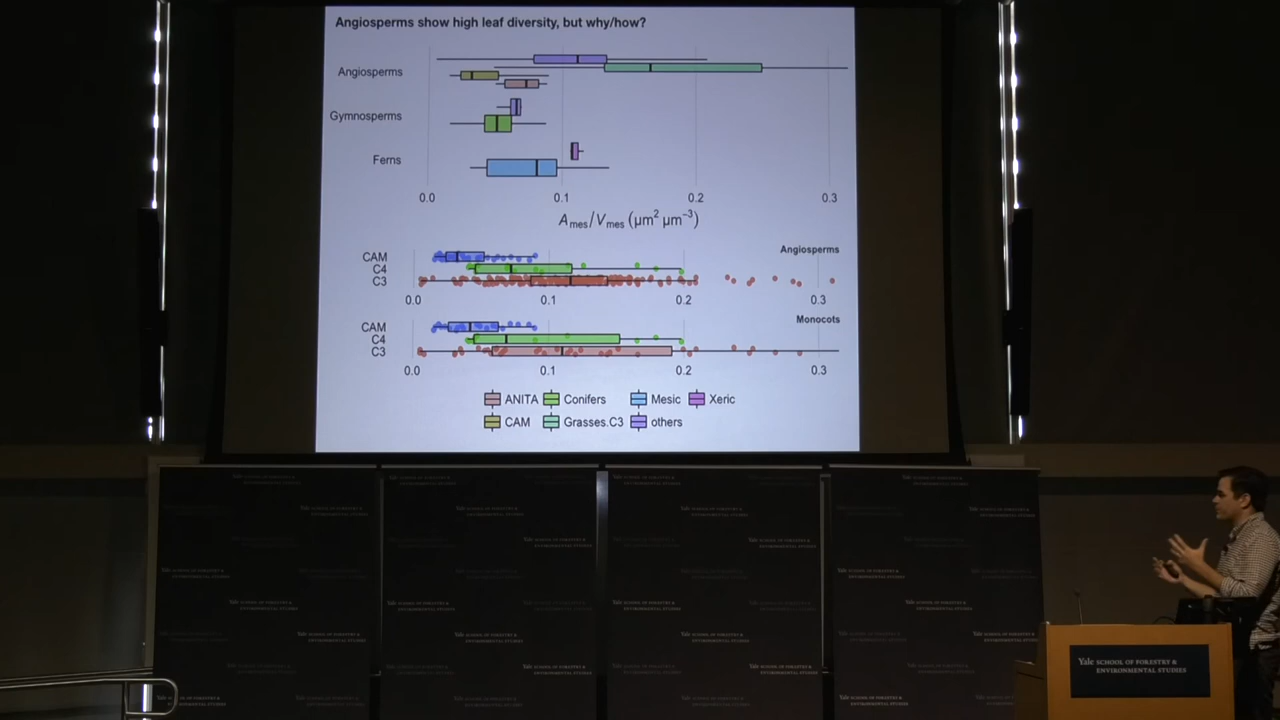 Angiosperms show high leaf diversity, but why/how?
Angiosperms
Gymnosperms
Ferns
0.0 0.1 0.2 0.3
Ames/Vmes (μm² μm⁻³)
Angiosperms
CAM
C4
C3
0.0 0.1 0.2 0.3
Monocots
CAM
C4
C3
0.0 0.1 0.2 0.3
ANITA Conifers Mesic Xeric
CAM Grasses.C3 others
Yale SCHOOL OF FORESTRY &
ENVIRONMENTAL STUDIES